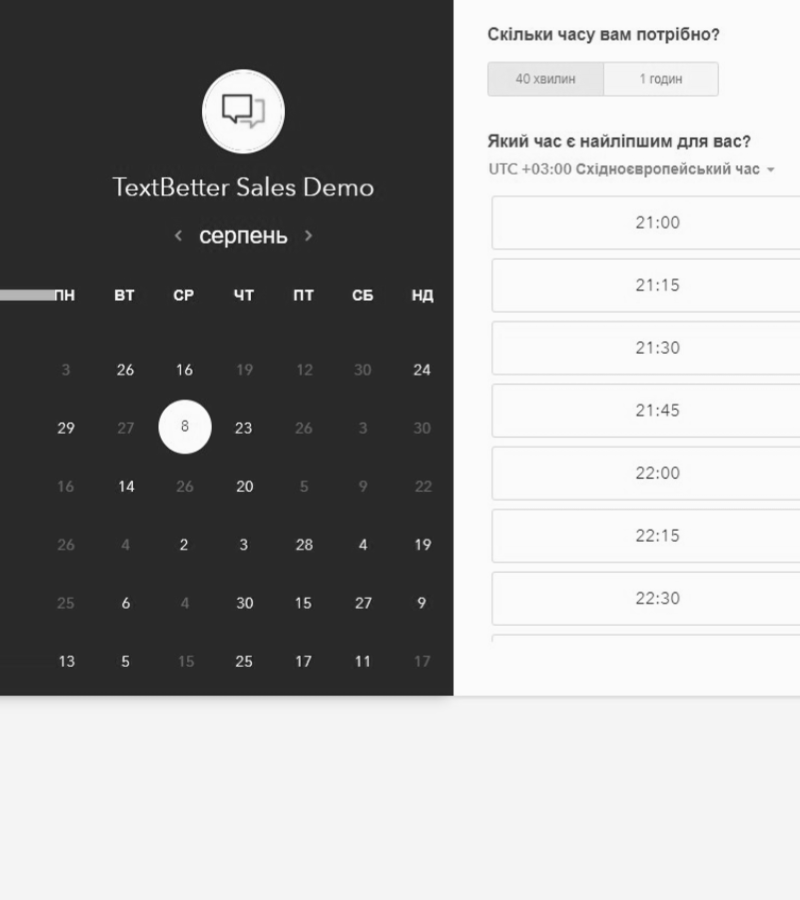 TextBetter Sales Demo
серпень
ПН ВТ СР ЧТ ПТ СБ НД
3 26 16 19 12 30 24
29 27 8 23 26 3 30
16 14 26 20 5 9 22
26 4 2 3 28 4 19
25 6 4 30 15 27 9
13 5 15 25 17 11 17
Скільки часу вам потрібно?
40 хвилин 1 годин
Який час є найліпшим для вас?
UTC +03:00 Східноєвропейський час
21:00
21:15
21:30
21:45
22:00
22:15
22:30